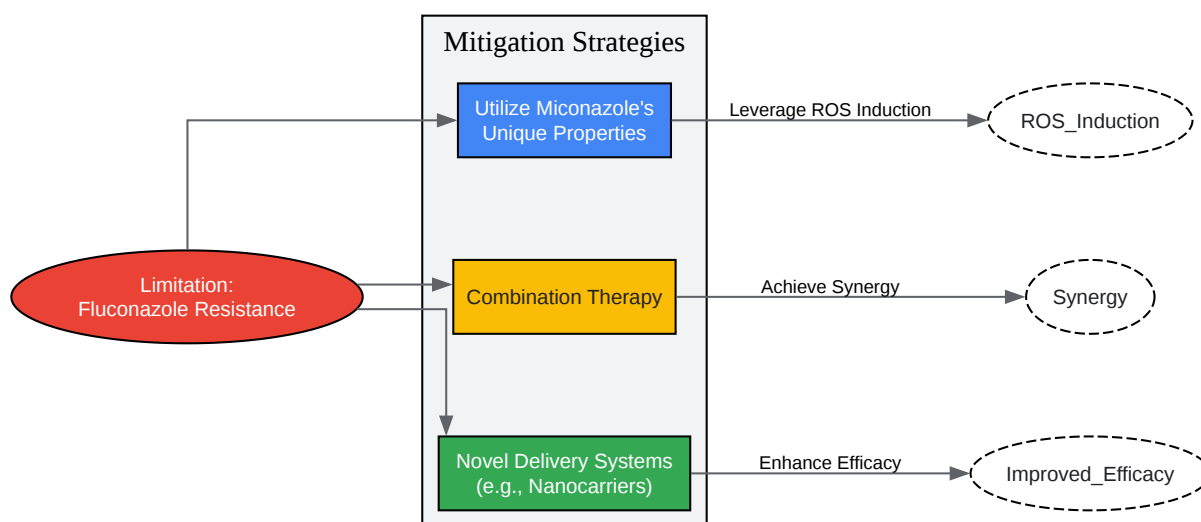 Mitigation Strategies
Utilize Miconazole's
Unique Properties
Leverage ROS Induction
ROS_Induction
Limitation:
Fluconazole Resistance
Combination Therapy
Achieve Synergy
Synergy
Novel Delivery Systems
(e.g., Nanocarriers)
Enhance Efficacy
Improved_Efficacy